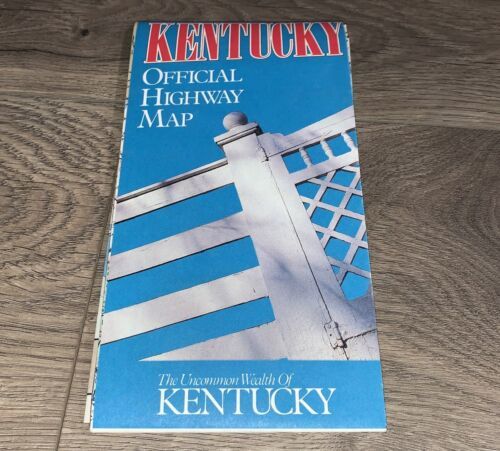 KENTUCKY
OFFICIAL
HIGHWAY
MAP
The Uncommon Wealth Of
KENTUCKY